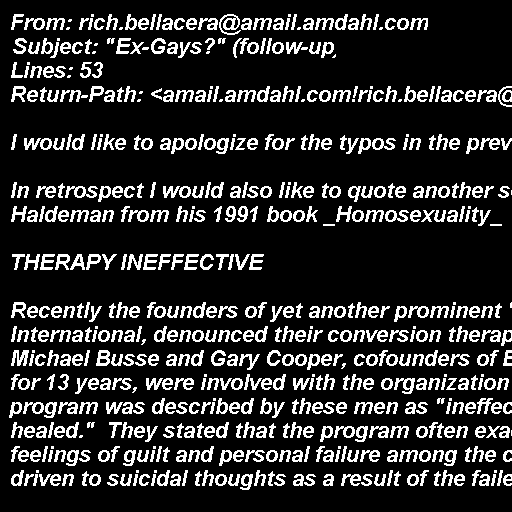 From: rich.bellacera@amail.amdahl.com
Subject: "Ex-Gays?" (follow-up)
Lines: 53
Return-Path: <amail.amdahl.com!rich.bellacera@
I would like to apologize for the typos in the prev
In retrospect I would also like to quote another s
Haldeman from his 1991 book _Homosexuality_
THERAPY INEFFECTIVE
Recently the founders of yet another prominent "
International, denounced their conversion therap
Michael Busse and Gary Cooper, cofounders of E
for 13 years, were involved with the organization
program was described by these men as "ineffec
healed."  They stated that the program often exa
feelings of guilt and personal failure among the c
driven to suicidal thoughts as a result of the faile